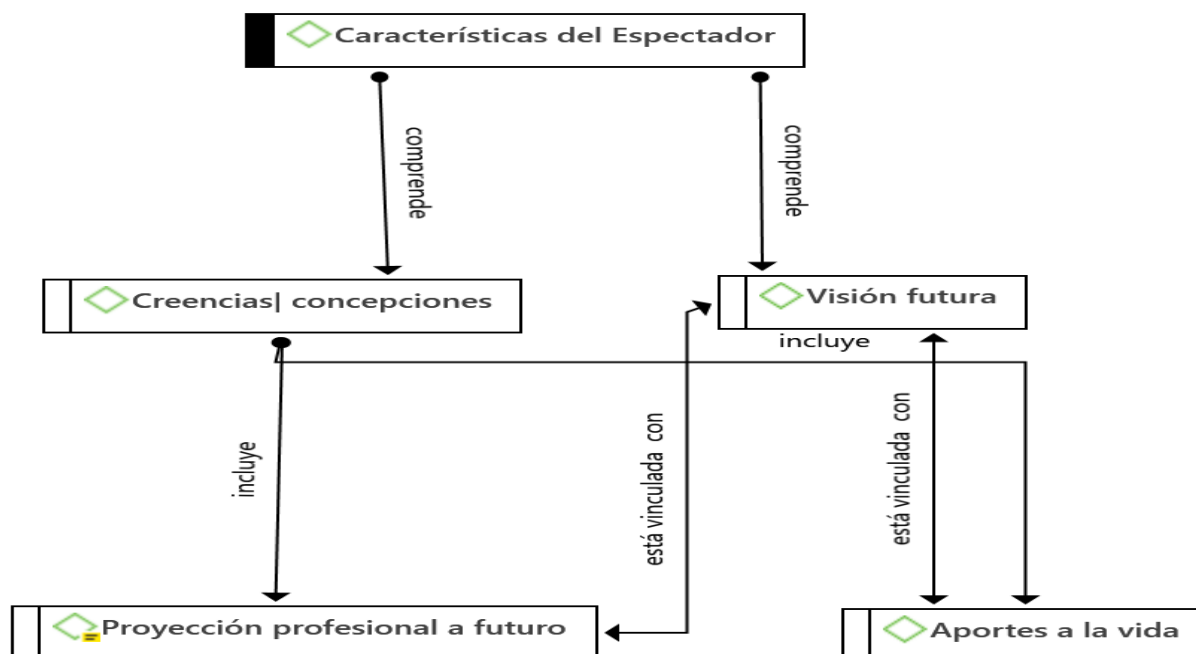 Características del Espectador
comprende
comprende
Creencias| concepciones
Visión futura
incluye
incluye
está vinculada con
está vinculada con
Proyección profesional a futuro
Aportes a la vida